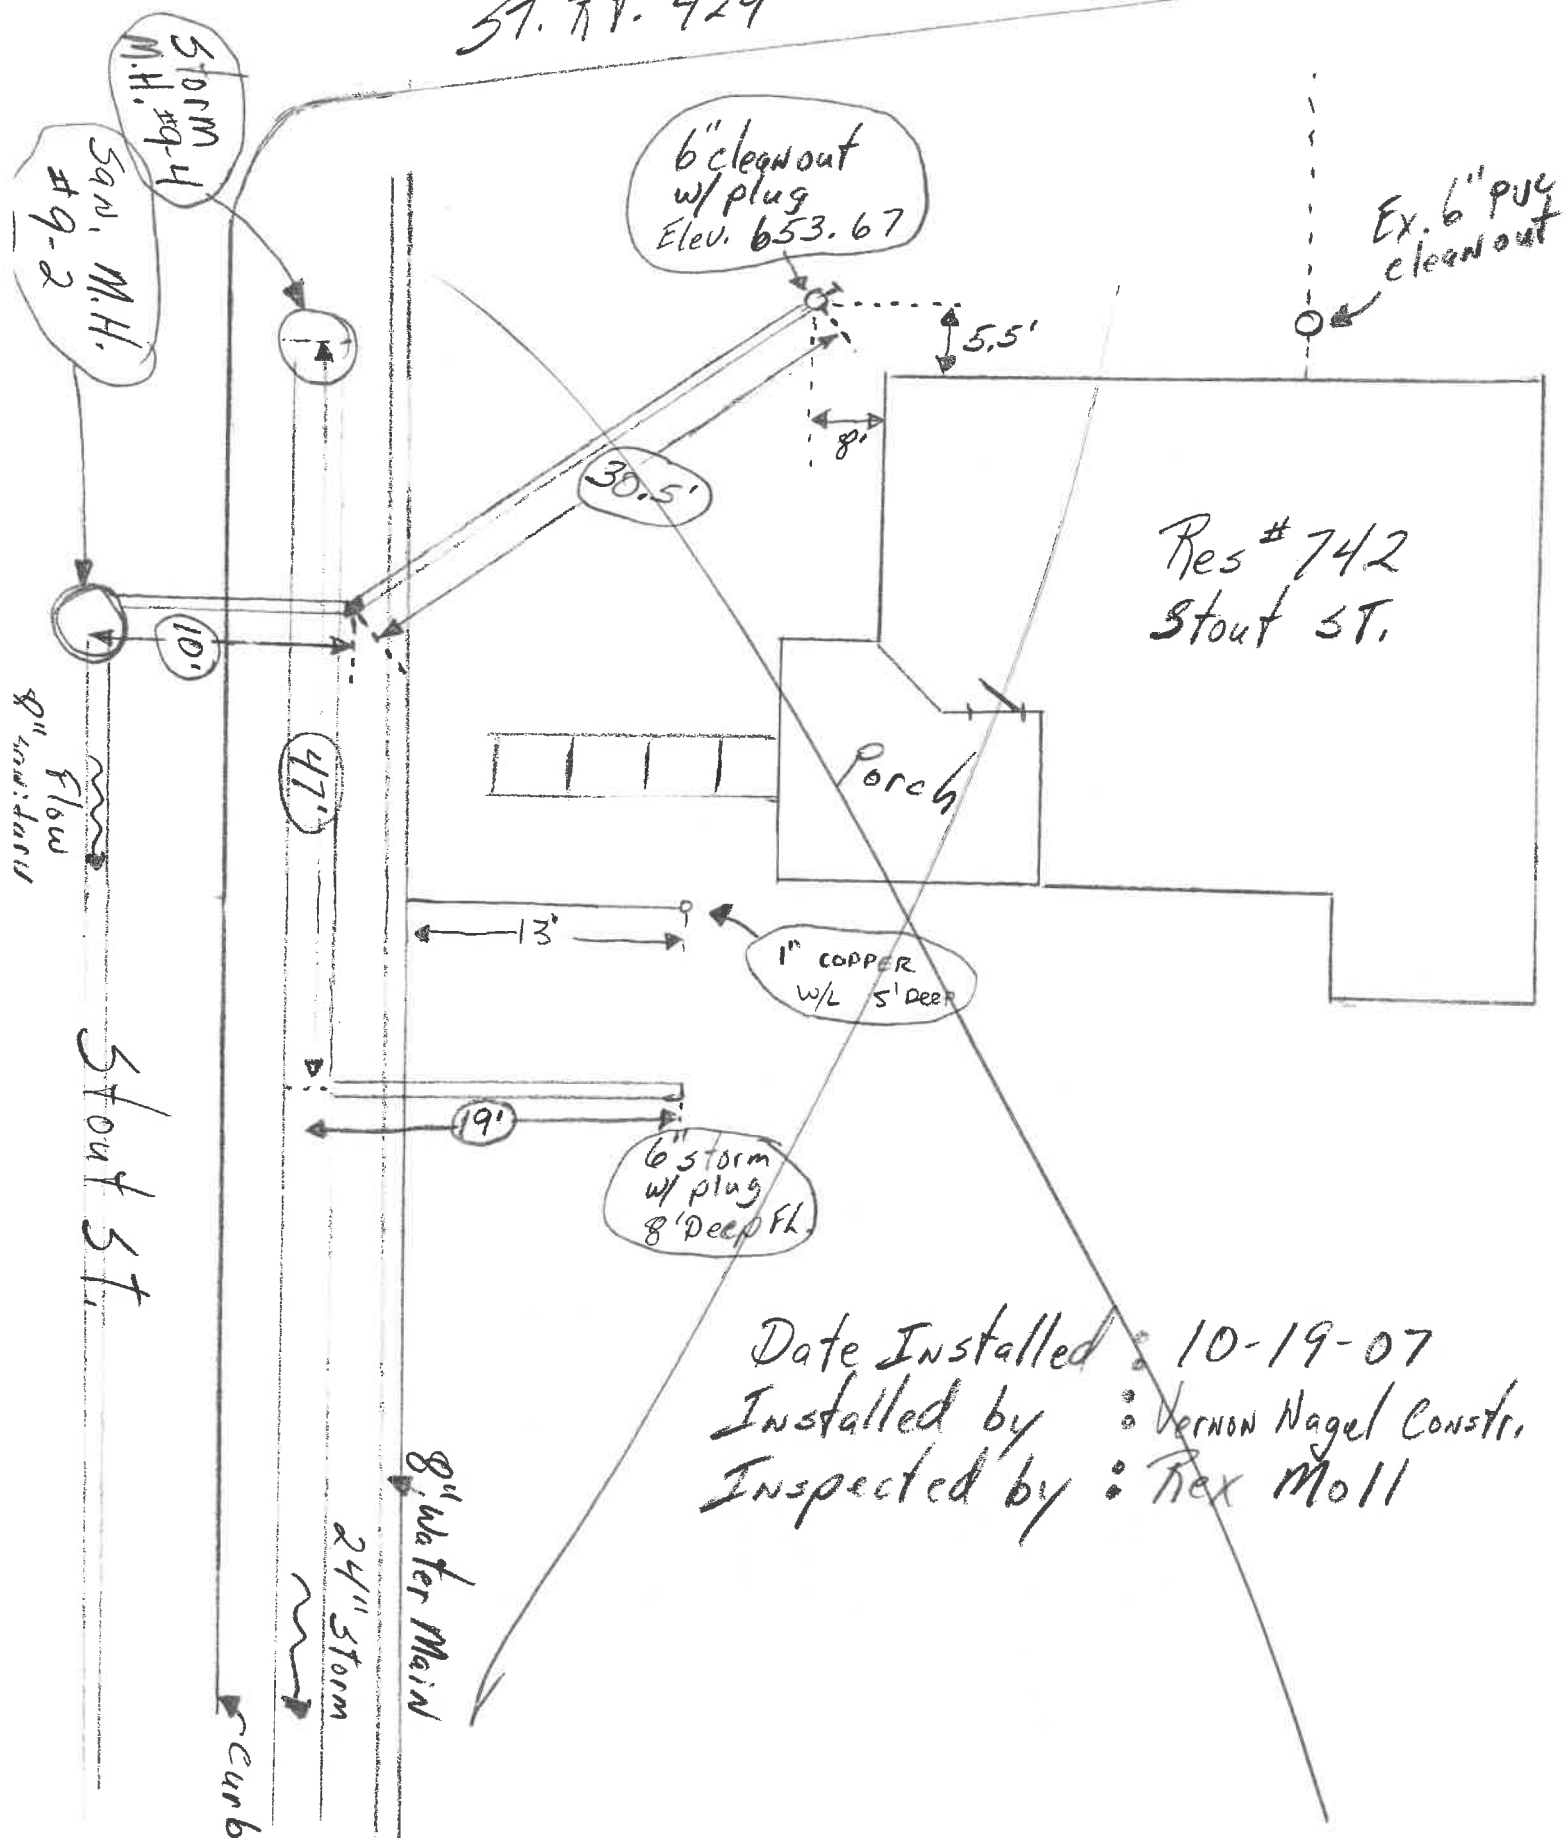 ST. RT. 424
Storm
M.H. #9-4
San. M.H.
#9-2
6" cleanout
w/ plug
Elev. 653.67
Ex. 6" PVC
cleanout
5.5'
8'
30.5'
Res # 742
Stout ST.
10'
47'
Porch
Flow
8" sanitary
13'
1" COPPER
W/L 5' Deep
19'
6" storm
w/ plug
8' Deep FL.
Stout St.
Date Installed : 10-19-07
Installed by : Vernon Nagel Constr.
Inspected by : Rex Moll
8" Water Main
24" storm
Curb